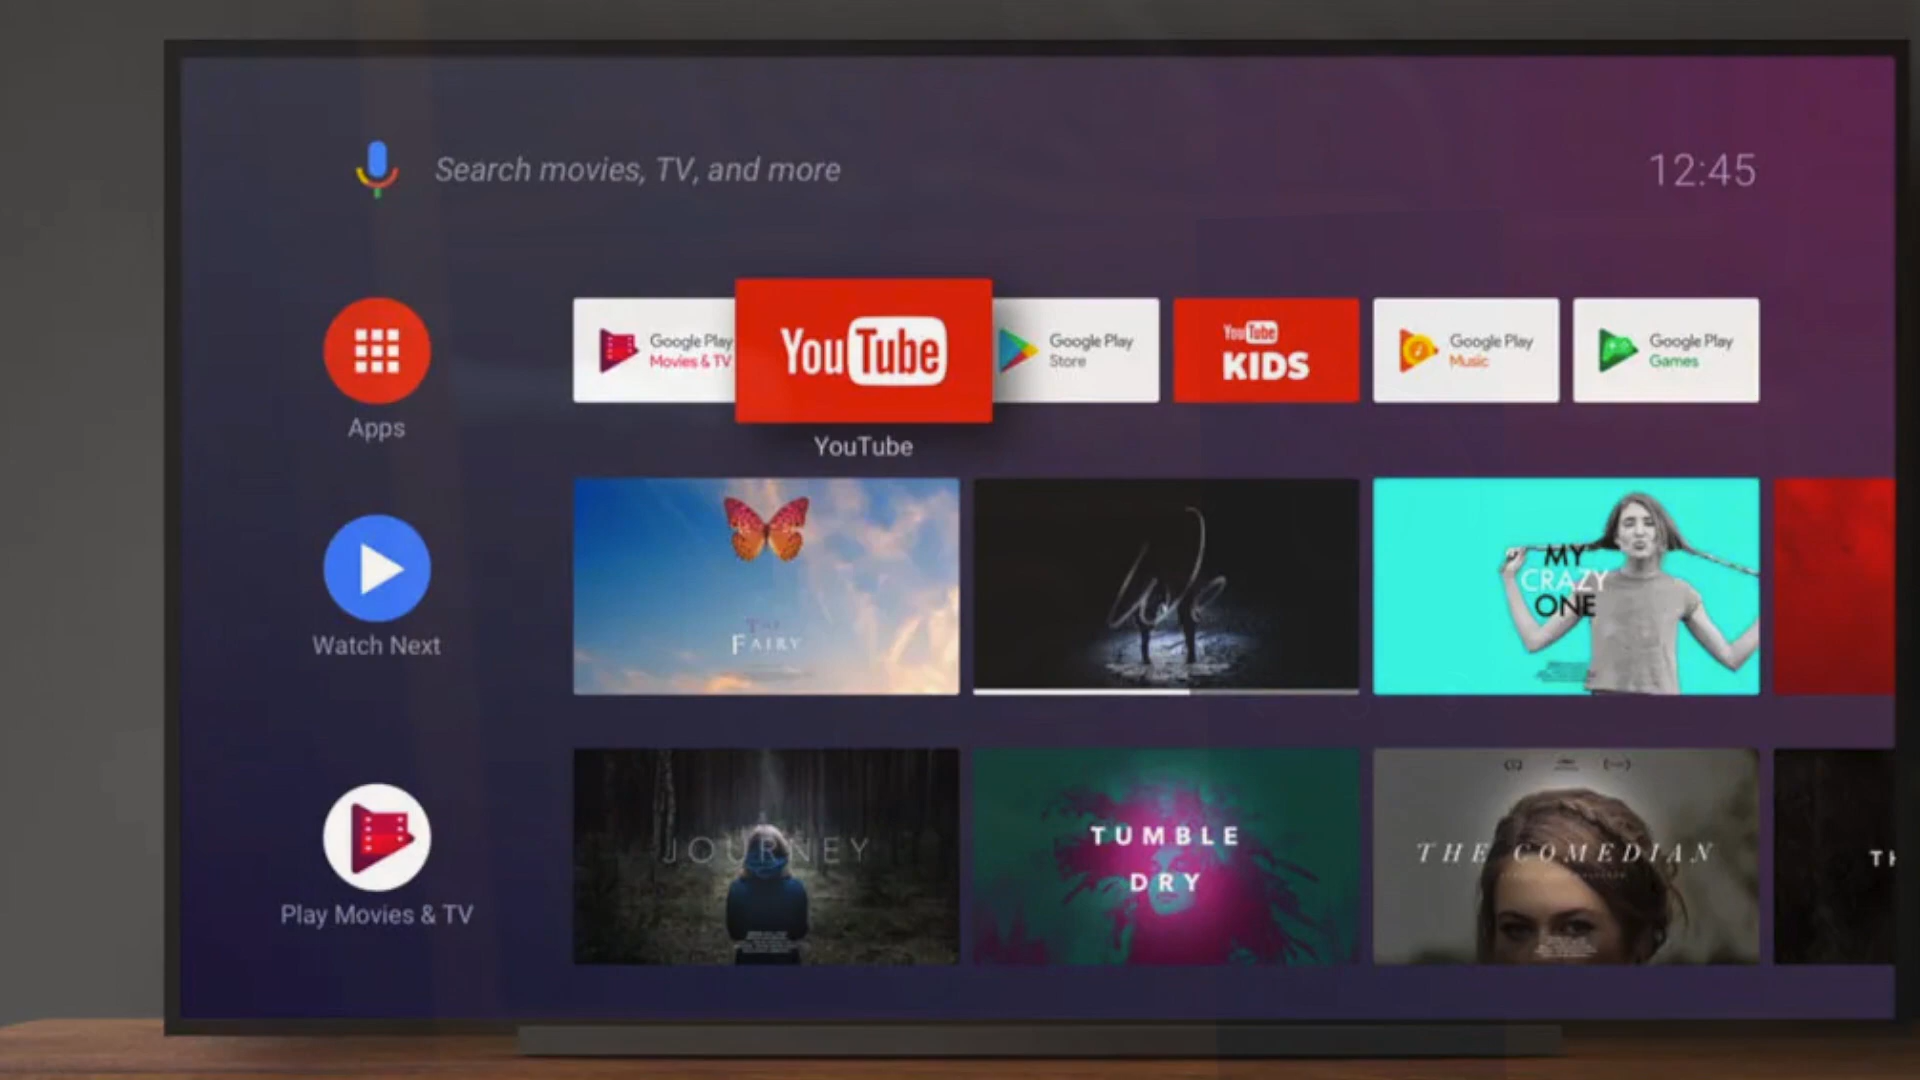 Search movies, TV, and more
12:45
Google Play
Movies & TV
YouTube
Google Play
Store
YouTube
KIDS
Google Play
Music
Google Play
Games
Apps
YouTube
THE
FAIRY
MY
CRAZY
ONE
Watch Next
JOURNEY
TUMBLE
DRY
THE COMEDIAN
TH
Play Movies & TV